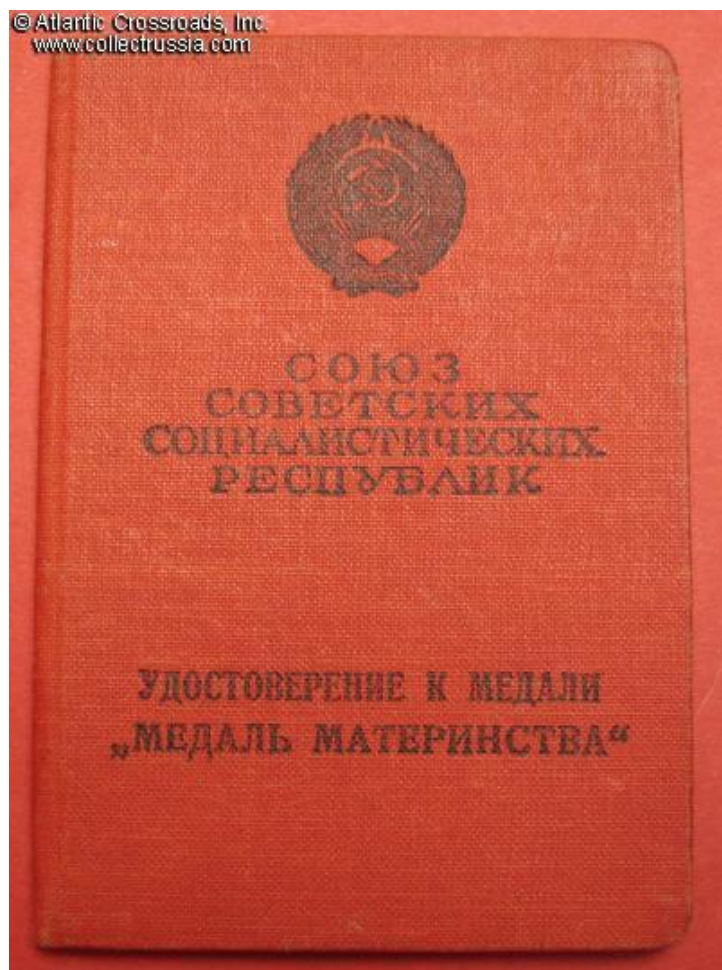 © Atlantic Crossroads, Inc.
www.collectrussia.com
СОЮЗ
СОВЕТСКИХ
СОЦИАЛИСТИЧЕСКИХ
РЕСПУБЛИК
УДОСТОВЕРЕНИЕ К МЕДАЛИ
„МЕДАЛЬ МАТЕРИНСТВА“